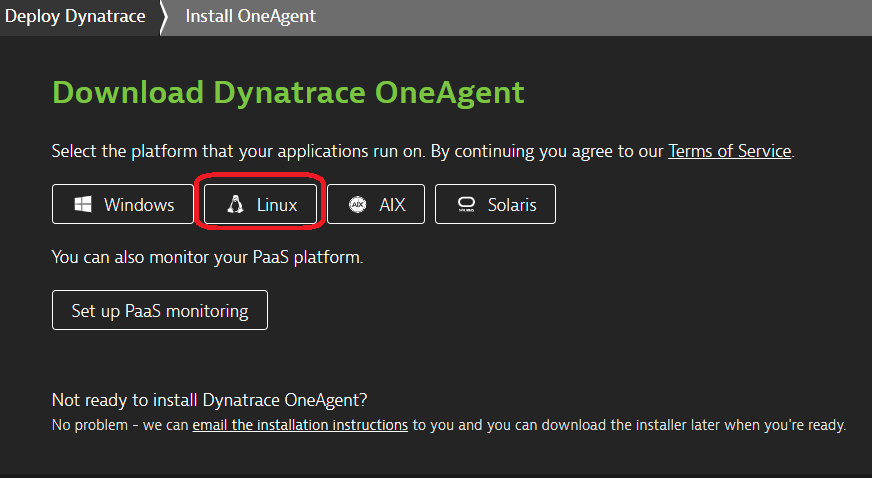 Deploy Dynatrace Install OneAgent
Download Dynatrace OneAgent
Select the platform that your applications run on. By continuing you agree to our Terms of Service.
Windows Linux AIX Solaris
You can also monitor your PaaS platform.
Set up PaaS monitoring
Not ready to install Dynatrace OneAgent?
No problem - we can email the installation instructions to you and you can download the installer later when you're ready.